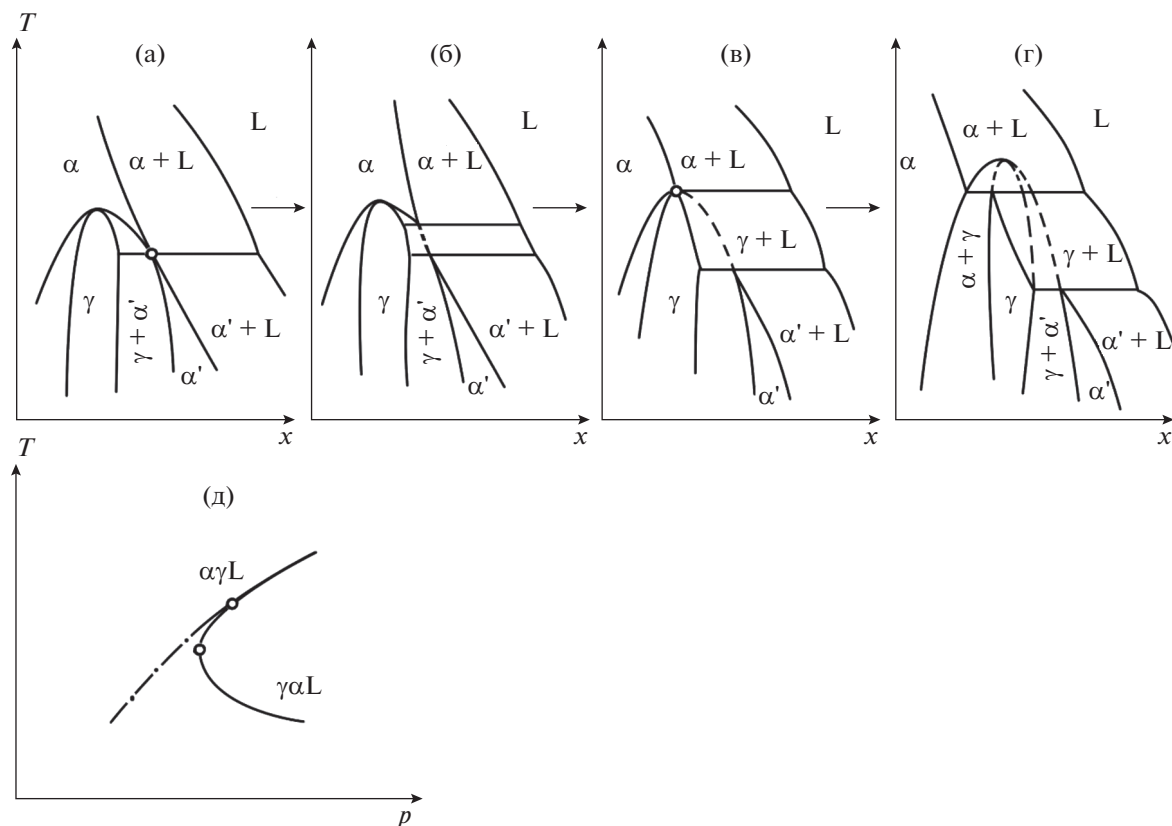 T
(а) (б) (в) (г)
L L L L
α α + L α α + L α α + L α α + L
γ γ + α' α' + L α'
γ γ + α' α' + L α'
γ γ + L α' + L α'
α + γ γ γ + L γ + α' α' + L α'
x x x x
T
(д)
αγL
γαL
p